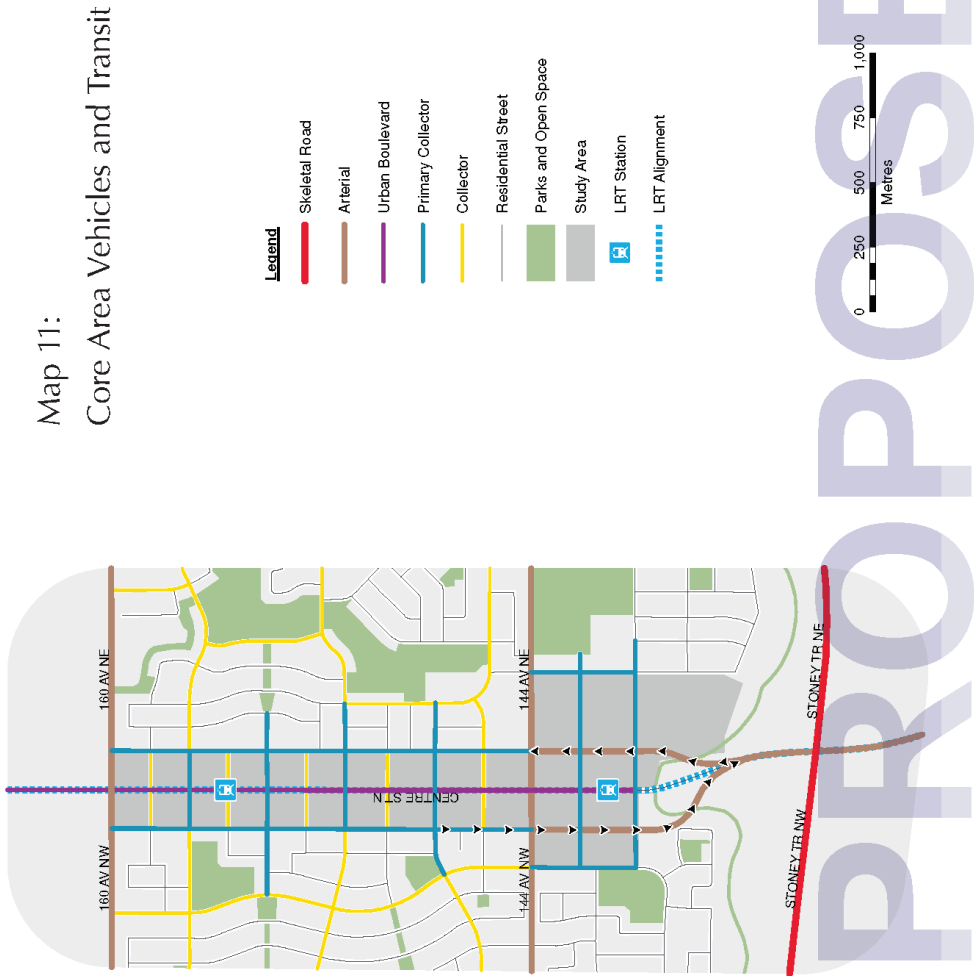 Map 11:
Core Area Vehicles and Transit
Legend
Skeletal Road
Arterial
Urban Boulevard
Primary Collector
Collector
Residential Street
Parks and Open Space
Study Area
LRT Station
LRT Alignment
160 AV NW
160 AV NE
CENTRE ST N
144 AV NW
144 AV NE
STONEY TR NW
STONEY TR NE
0 250 500 750 1,000
Metres
PROPOSE